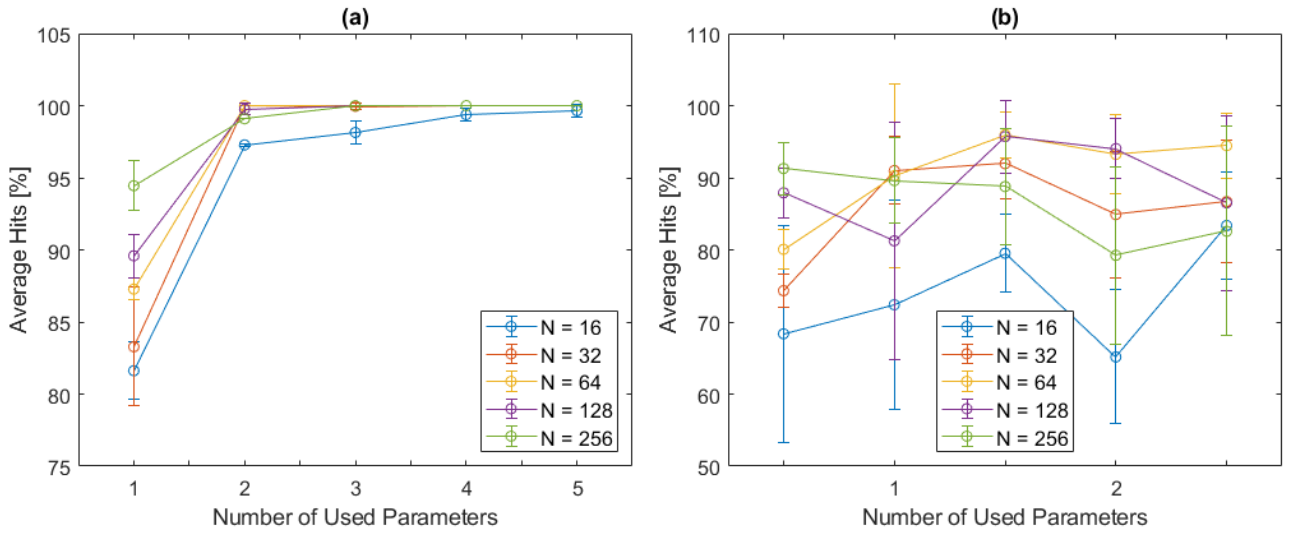 (a)
105
100
95
90
85
80
75
Average Hits [%]
1 2 3 4 5
Number of Used Parameters
N = 16
N = 32
N = 64
N = 128
N = 256
(b)
110
100
90
80
70
60
50
Average Hits [%]
1 2
Number of Used Parameters
N = 16
N = 32
N = 64
N = 128
N = 256